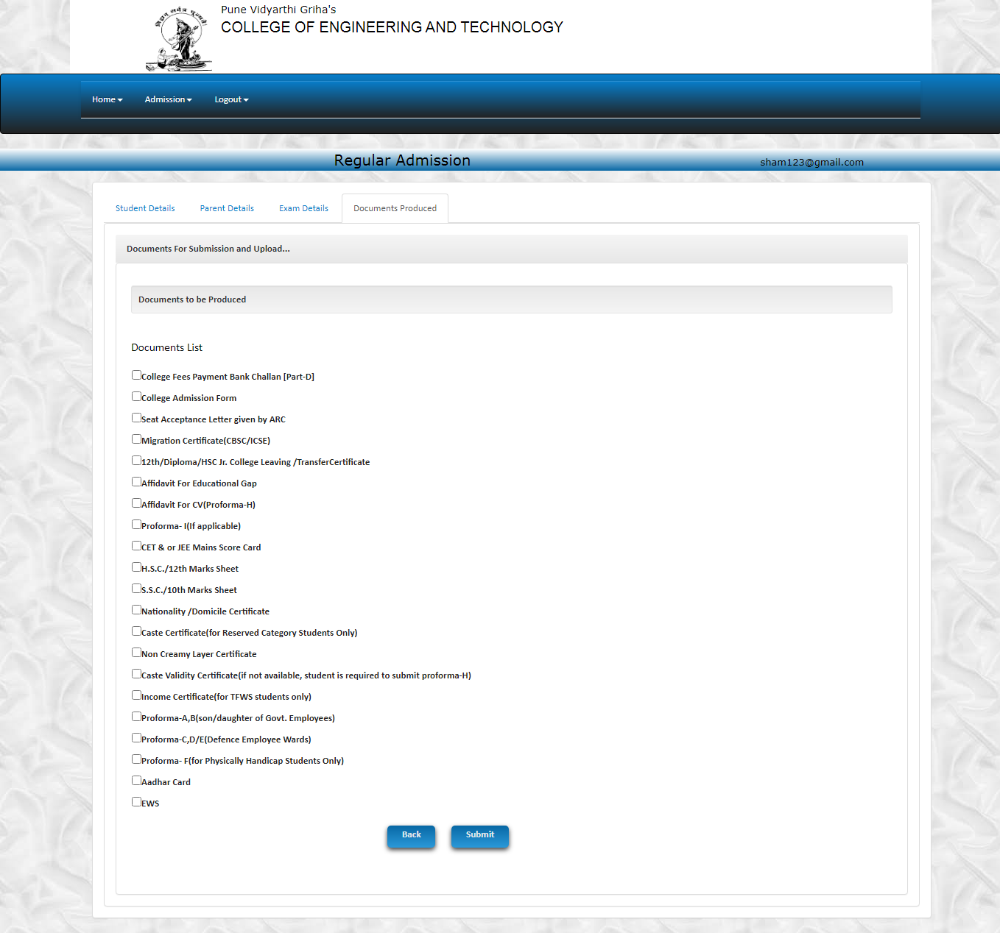 विद्वान सर्वत्र पूज्यते
Pune Vidyarthi Griha's
COLLEGE OF ENGINEERING AND TECHNOLOGY
Home Admission Logout
Regular Admission sham123@gmail.com
Student Details Parent Details Exam Details Documents Produced
Documents For Submission and Upload...
Documents to be Produced
Documents List
College Fees Payment Bank Challan [Part-D]
College Admission Form
Seat Acceptance Letter given by ARC
Migration Certificate(CBSC/ICSE)
12th/Diploma/HSC Jr. College Leaving /TransferCertificate
Affidavit For Educational Gap
Affidavit For CV(Proforma-H)
Proforma- I(If applicable)
CET & or JEE Mains Score Card
H.S.C./12th Marks Sheet
S.S.C./10th Marks Sheet
Nationality /Domicile Certificate
Caste Certificate(for Reserved Category Students Only)
Non Creamy Layer Certificate
Caste Validity Certificate(if not available, student is required to submit proforma-H)
Income Certificate(for TFWS students only)
Proforma-A,B(son/daughter of Govt. Employees)
Proforma-C,D/E(Defence Employee Wards)
Proforma- F(for Physically Handicap Students Only)
Aadhar Card
EWS
Back Submit